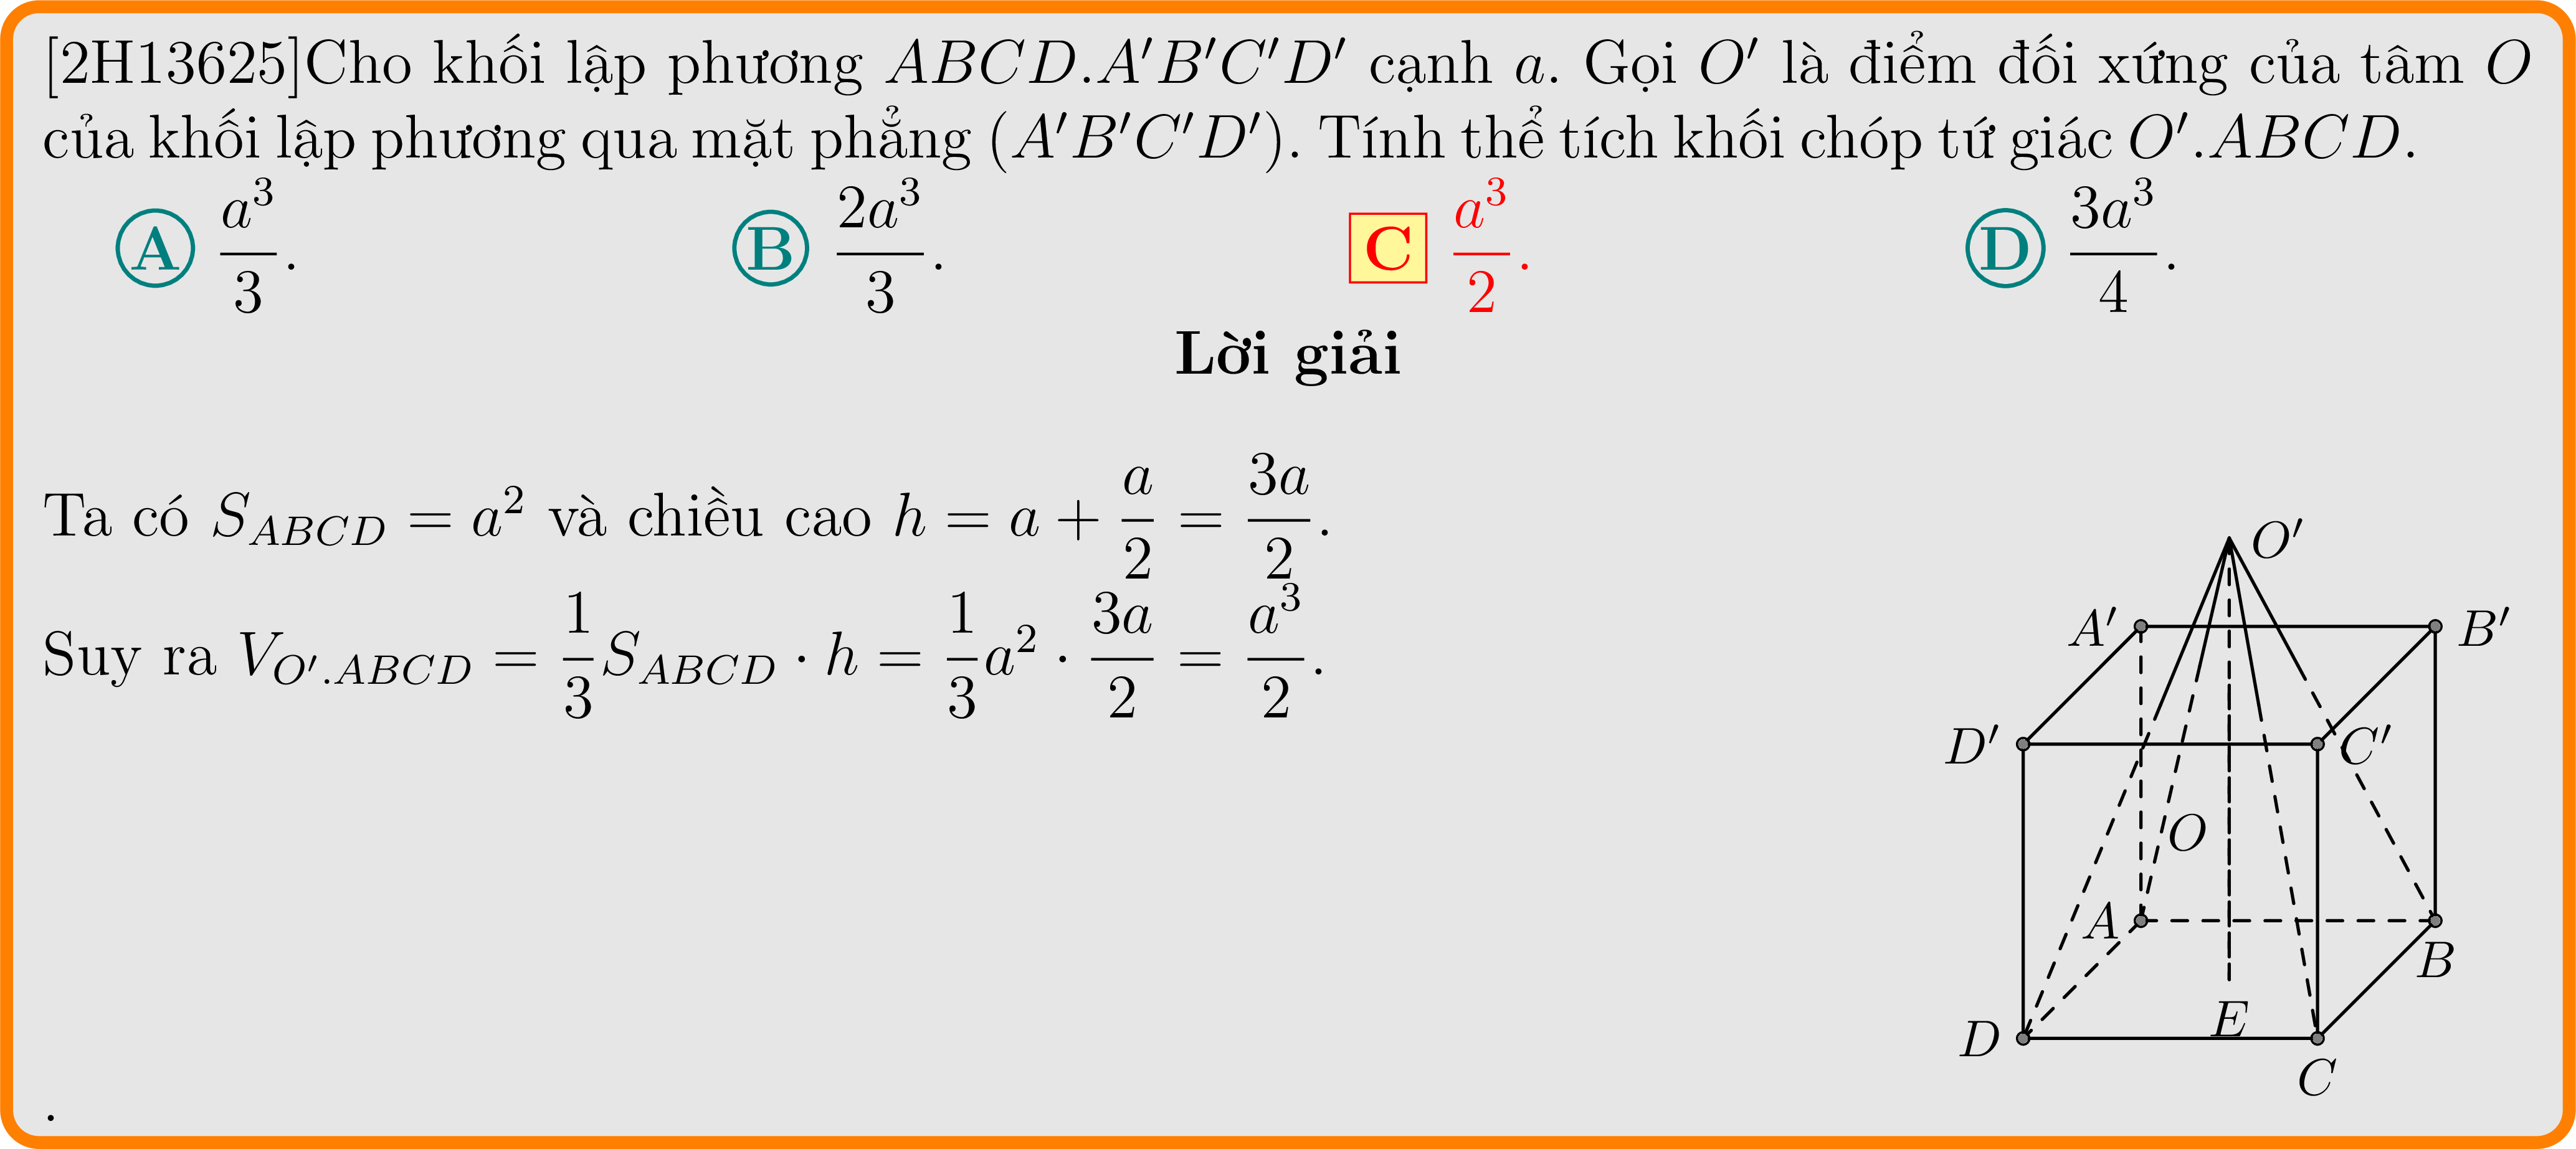 [2H13625]Cho khối lập phương ABCD.A′B′C′D′ cạnh a. Gọi O′ là điểm đối xứng của tâm O
của khối lập phương qua mặt phẳng (A′B′C′D′). Tính thể tích khối chóp tứ giác O′.ABCD.
A $\frac{a^3}{3}$. B $\frac{2a^3}{3}$. C $\frac{a^3}{2}$. D $\frac{3a^3}{4}$.
Lời giải
Ta có $S_{ABCD} = a^2$ và chiều cao $h = a + \frac{a}{2} = \frac{3a}{2}$.
Suy ra $V_{O'.ABCD} = \frac{1}{3}S_{ABCD} \cdot h = \frac{1}{3}a^2 \cdot \frac{3a}{2} = \frac{a^3}{2}$.
O′
A′ B′
D′ C′
O
A B
E
D C
.